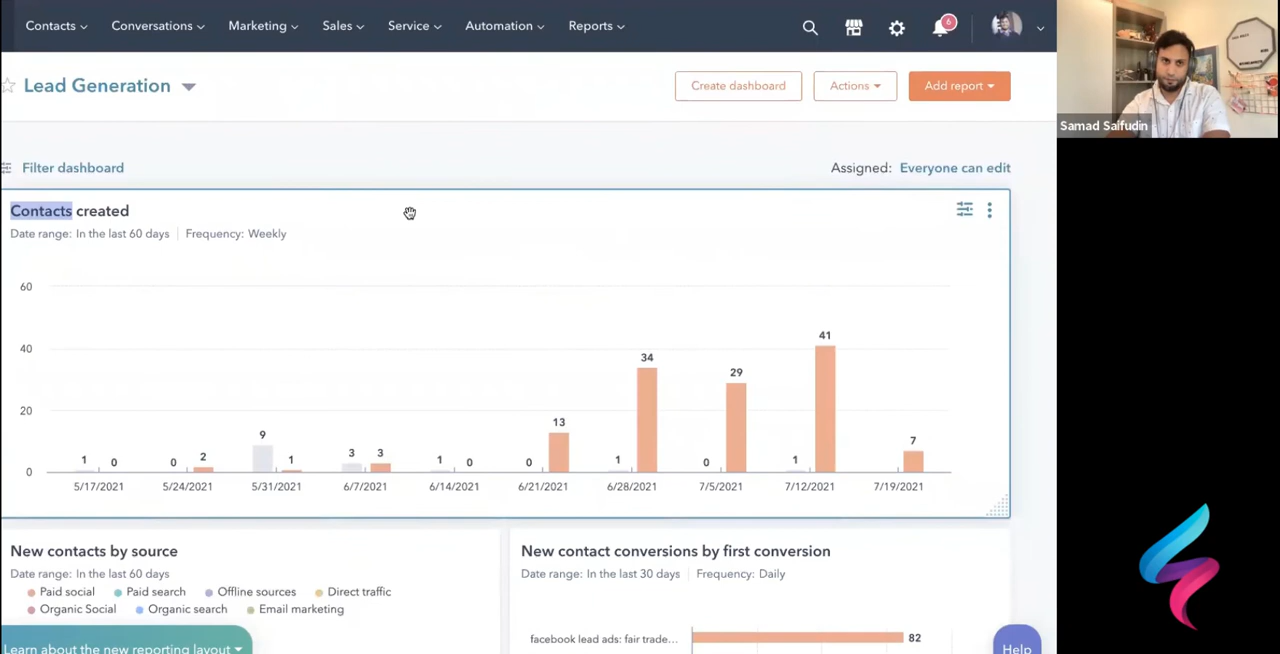 Contacts Conversations Marketing Sales Service Automation Reports 6
Samad Saifudin
Lead Generation Create dashboard Actions Add report
Filter dashboard Assigned: Everyone can edit
Contacts created
Date range: In the last 60 days Frequency: Weekly
60
40
20
0
1 0 0 2 9 1 3 3 1 0 0 13 1 34 0 29 1 41 7
5/17/2021 5/24/2021 5/31/2021 6/7/2021 6/14/2021 6/21/2021 6/28/2021 7/5/2021 7/12/2021 7/19/2021
New contacts by source
Date range: In the last 60 days
Paid social Paid search Offline sources Direct traffic
Organic Social Organic search Email marketing
Learn about the new reporting layout
New contact conversions by first conversion
Date range: In the last 30 days Frequency: Daily
facebook lead ads: fair trade... 82
Help